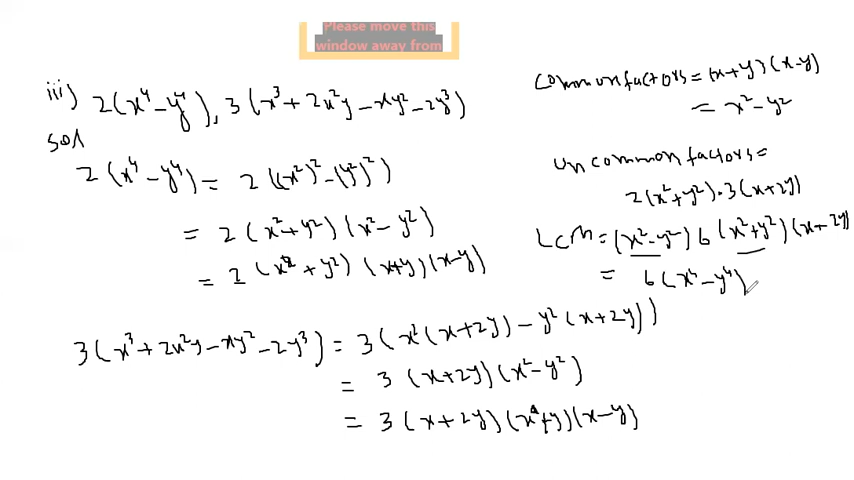 Please move this
window away from
iii) 2(x⁴-y⁴), 3(x³+2x²y-xy²-2y³)
Sol
2(x⁴-y⁴) = 2((x²)²-(y²)²)
= 2(x²+y²)(x²-y²)
= 2(x²+y²)(x+y)(x-y)
3(x³+2x²y-xy²-2y³) = 3(x²(x+2y)-y²(x+2y))
= 3(x+2y)(x²-y²)
= 3(x+2y)(x+y)(x-y)
Common factors = (x+y)(x-y)
= x²-y²
Uncommon factors =
2(x²+y²)·3(x+2y)
LCM = (x²-y²)6(x²+y²)(x+2y)
= 6(x⁴-y⁴)